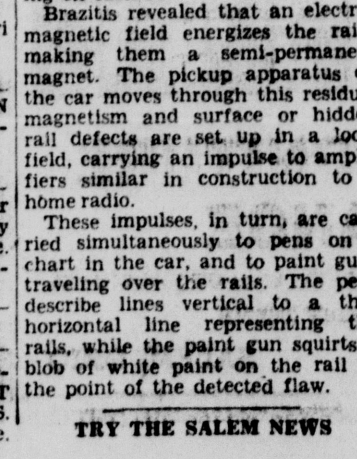 Brazitis revealed that an electr
magnetic field energizes the rai
making them a semi-permane
magnet. The pickup apparatus
the car moves through this residu
magnetism and surface or hidd
rail defects are set up in a loc
field, carrying an impulse to amp
fiers similar in construction to
home radio.
These impulses, in turn, are ca
ried simultaneously to pens on
chart in the car, and to paint gu
traveling over the rails. The pe
describe lines vertical to a th
horizontal line representing t
rails, while the paint gun squirts
blob of white paint on the rail
the point of the detected flaw.
TRY THE SALEM NEWS